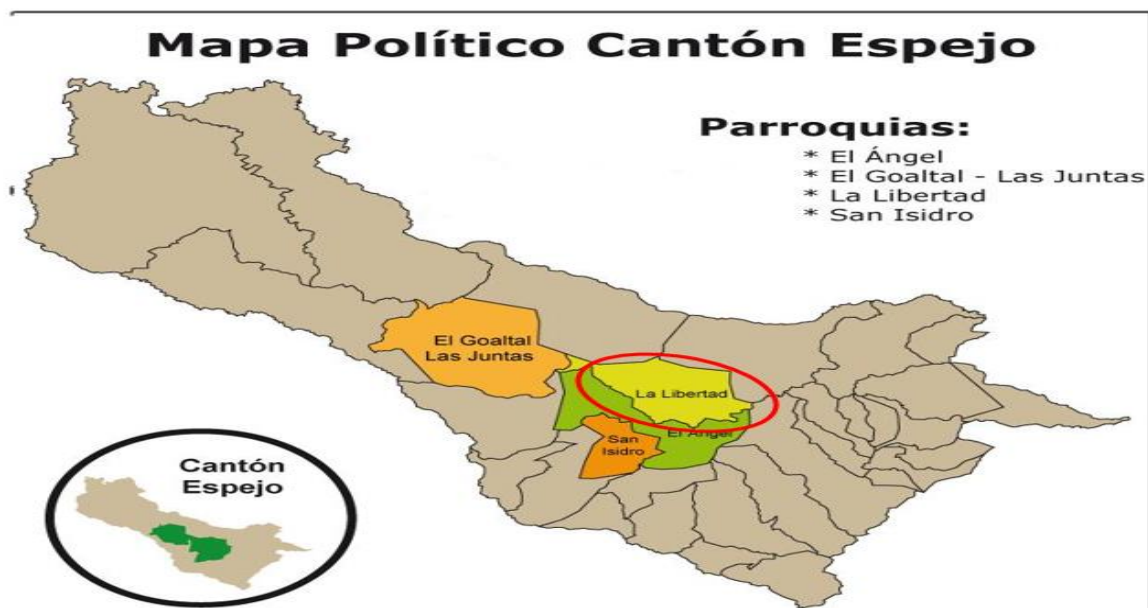 Mapa Político Cantón Espejo
Parroquias:
* El Ángel
* El Goaltal - Las Juntas
* La Libertad
* San Isidro
El Goaltal
Las Juntas
La Libertad
El Angel
San
Isidro
Cantón
Espejo